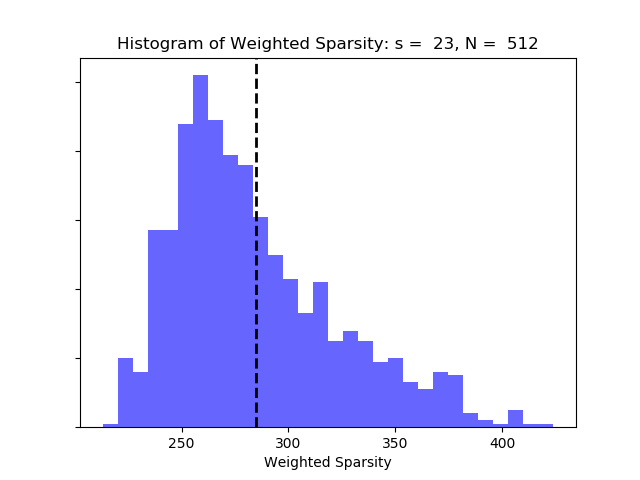 Histogram of Weighted Sparsity: s =  23, N =  512
250 300 350 400
Weighted Sparsity